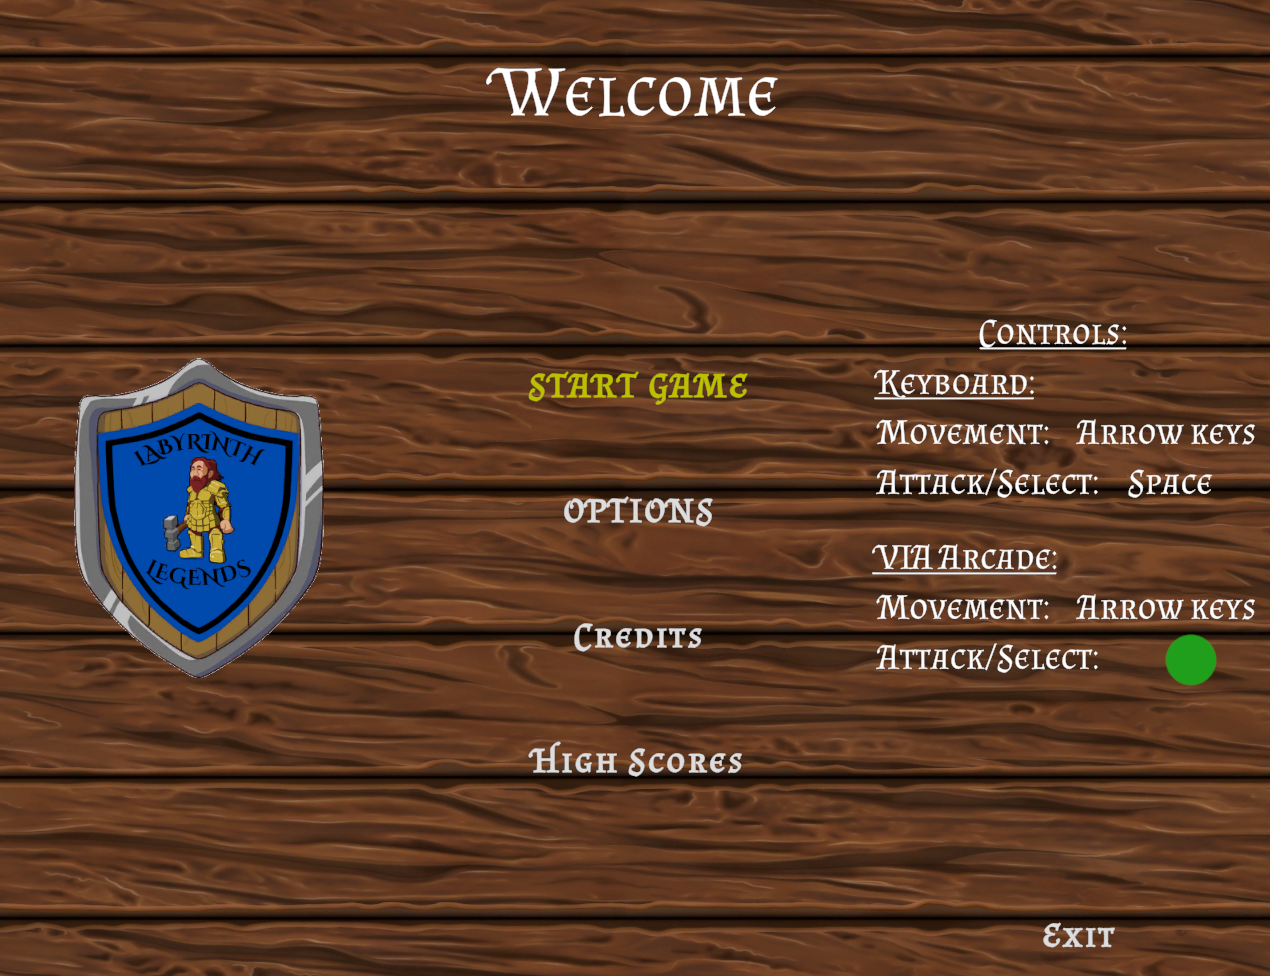 Welcome
LABYRINTH
LEGENDS
START GAME
OPTIONS
Credits
High Scores
Controls:
Keyboard:
Movement: Arrow keys
Attack/Select: Space
VIA Arcade:
Movement: Arrow keys
Attack/Select:
Exit